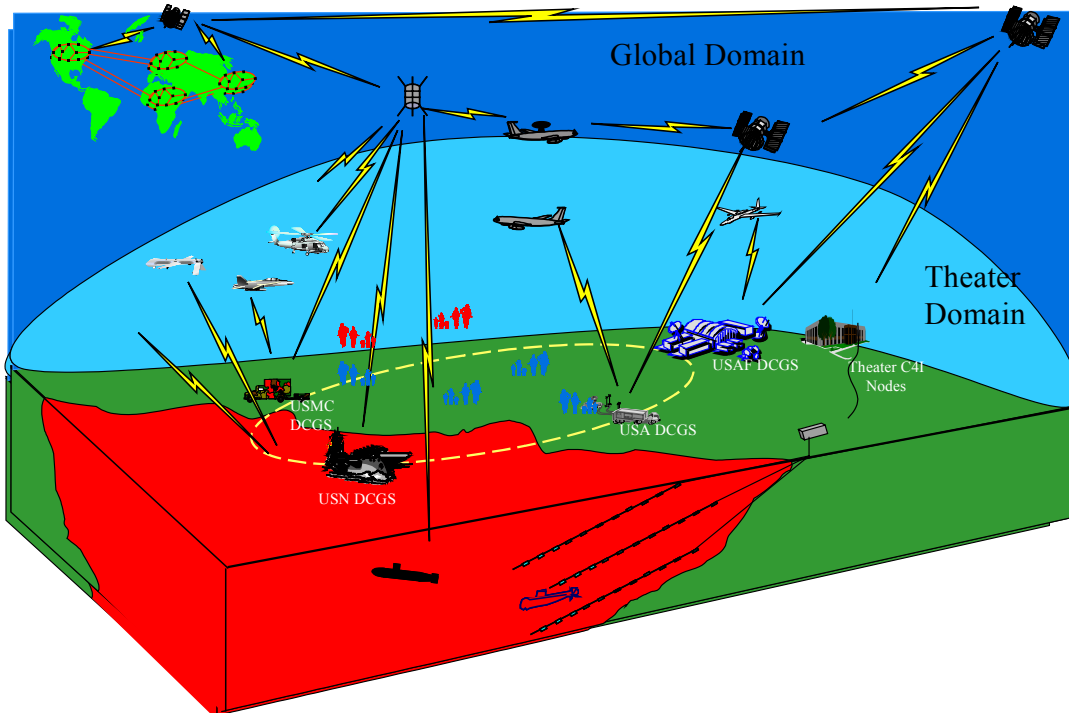 Global Domain
Theater
Domain
USAF DCGS
Theater C4I
Nodes
USMC
DCGS
USA DCGS
USN DCGS